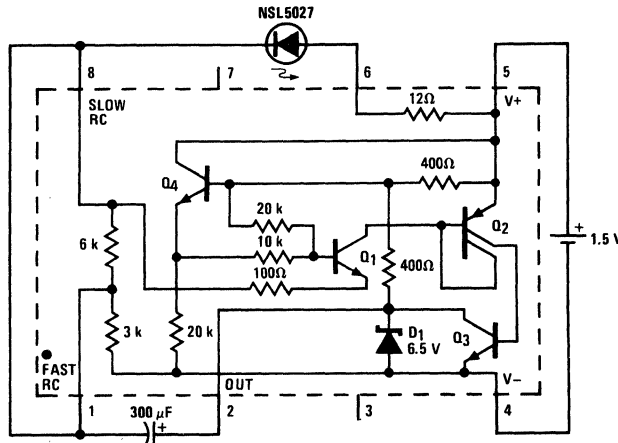 NSL5027
8
7
6
5
SLOW
RC
12Ω
V+
Q4
400Ω
20 k
Q2
6 k
10 k
Q1
400Ω
+
1.5 V
100Ω
3 k
20 k
D1
6.5 V
Q3
FAST
RC
OUT
V−
1
300 µF
+
2
3
4